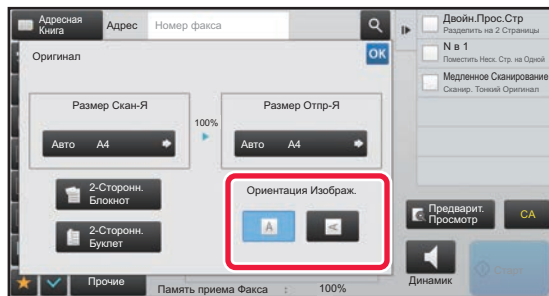 Адресная
Книга
Адрес
Номер факса
Двойн.Прос.Стр
Разделить на 2 Страницы
N в 1
Поместить Неск. Стр. на Одной
Медленное Сканирование
Сканир. Тонкий Оригинал
Оригинал
OK
Размер Скан-Я
100%
Размер Отпр-Я
Авто A4
Авто A4
2-Сторонн.
Блокнот
Ориентация Изображ.
A
A
2-Сторонн.
Буклет
Предварит.
Просмотр
CA
Прочие
Память приема Факса : 100%
Динамик
Старт